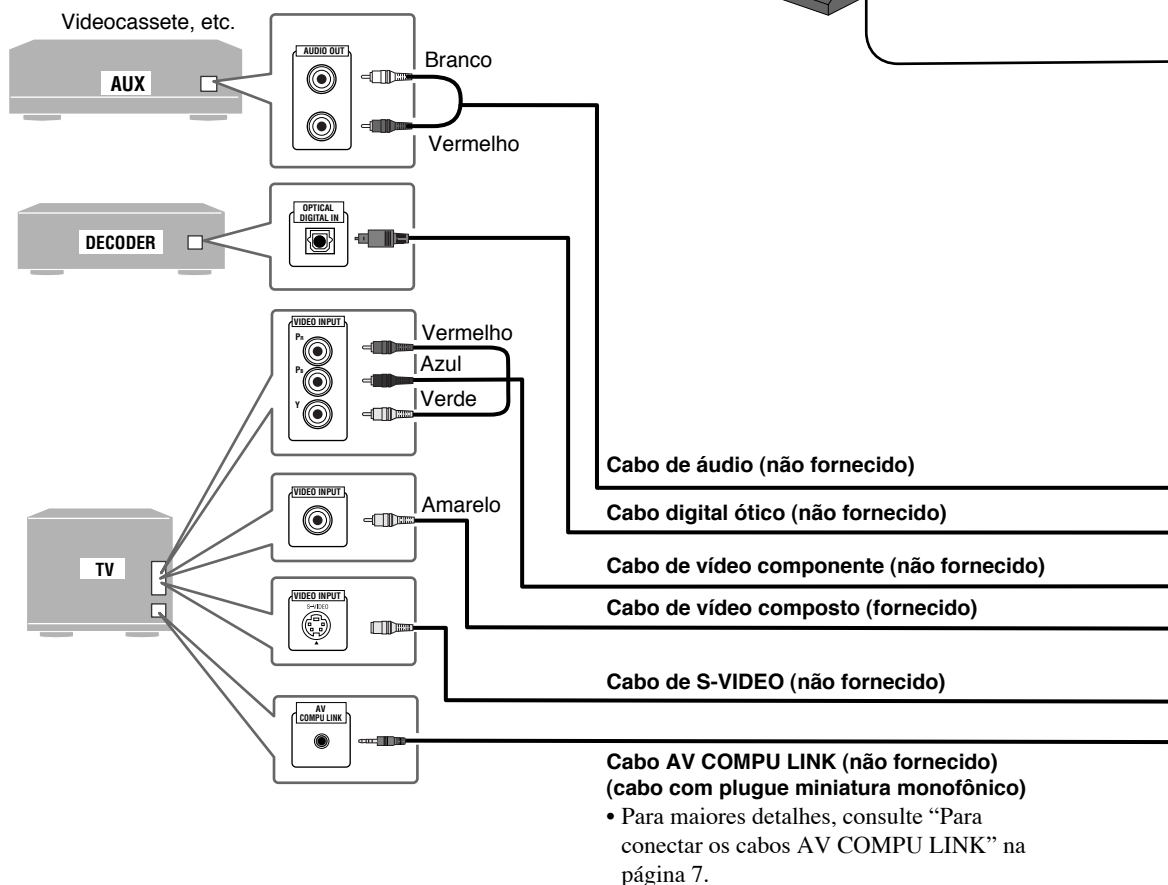 Videocassete, etc.
AUX
AUDIO OUT
Branco
Vermelho
DECODER
OPTICAL
DIGITAL IN
VIDEO INPUT
PR
PB
Y
Vermelho
Azul
Verde
VIDEO INPUT
Amarelo
TV
VIDEO INPUT
S-VIDEO
AV
COMPU LINK
Cabo de áudio (não fornecido)
Cabo digital ótico (não fornecido)
Cabo de vídeo componente (não fornecido)
Cabo de vídeo composto (fornecido)
Cabo de S-VIDEO (não fornecido)
Cabo AV COMPU LINK (não fornecido)
(cabo com plugue miniatura monofônico)
• Para maiores detalhes, consulte “Para
conectar os cabos AV COMPU LINK” na
página 7.